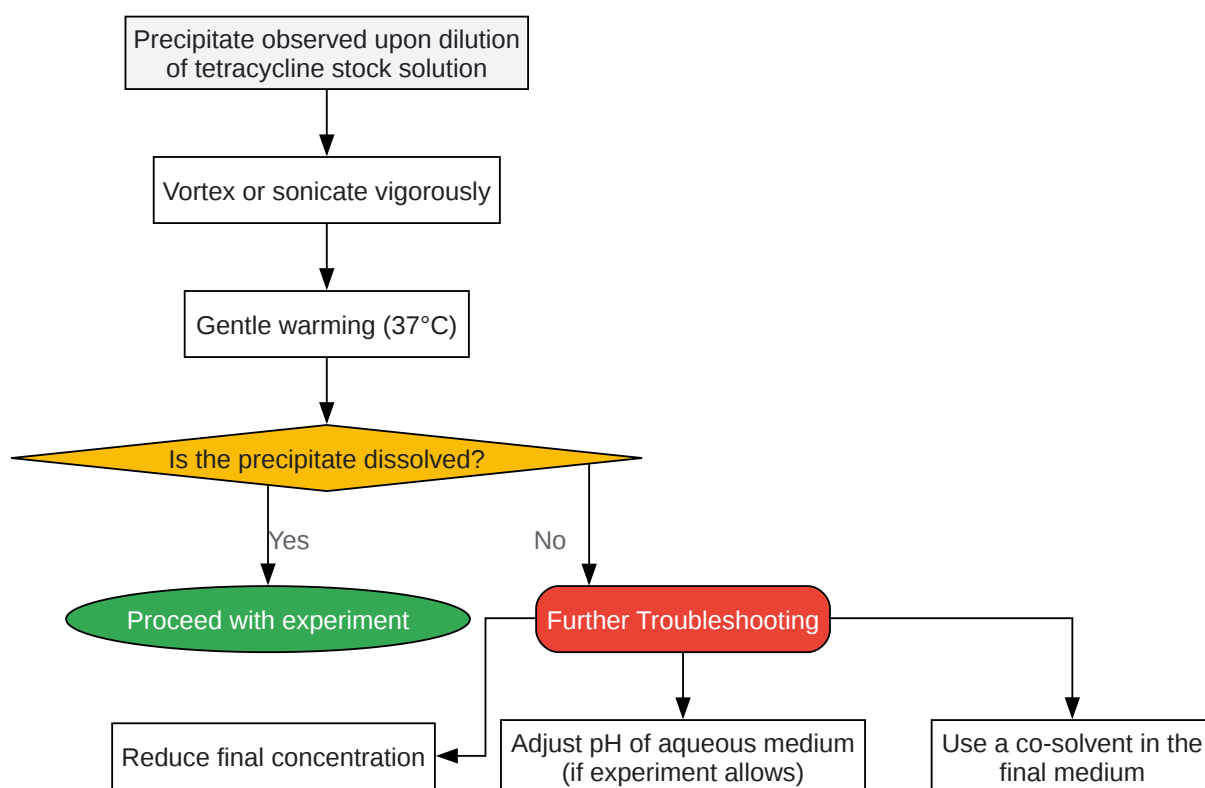 Precipitate observed upon dilution
of tetracycline stock solution
Vortex or sonicate vigorously
Gentle warming (37°C)
Is the precipitate dissolved?
Yes
No
Proceed with experiment
Further Troubleshooting
Reduce final concentration
Adjust pH of aqueous medium
(if experiment allows)
Use a co-solvent in the
final medium